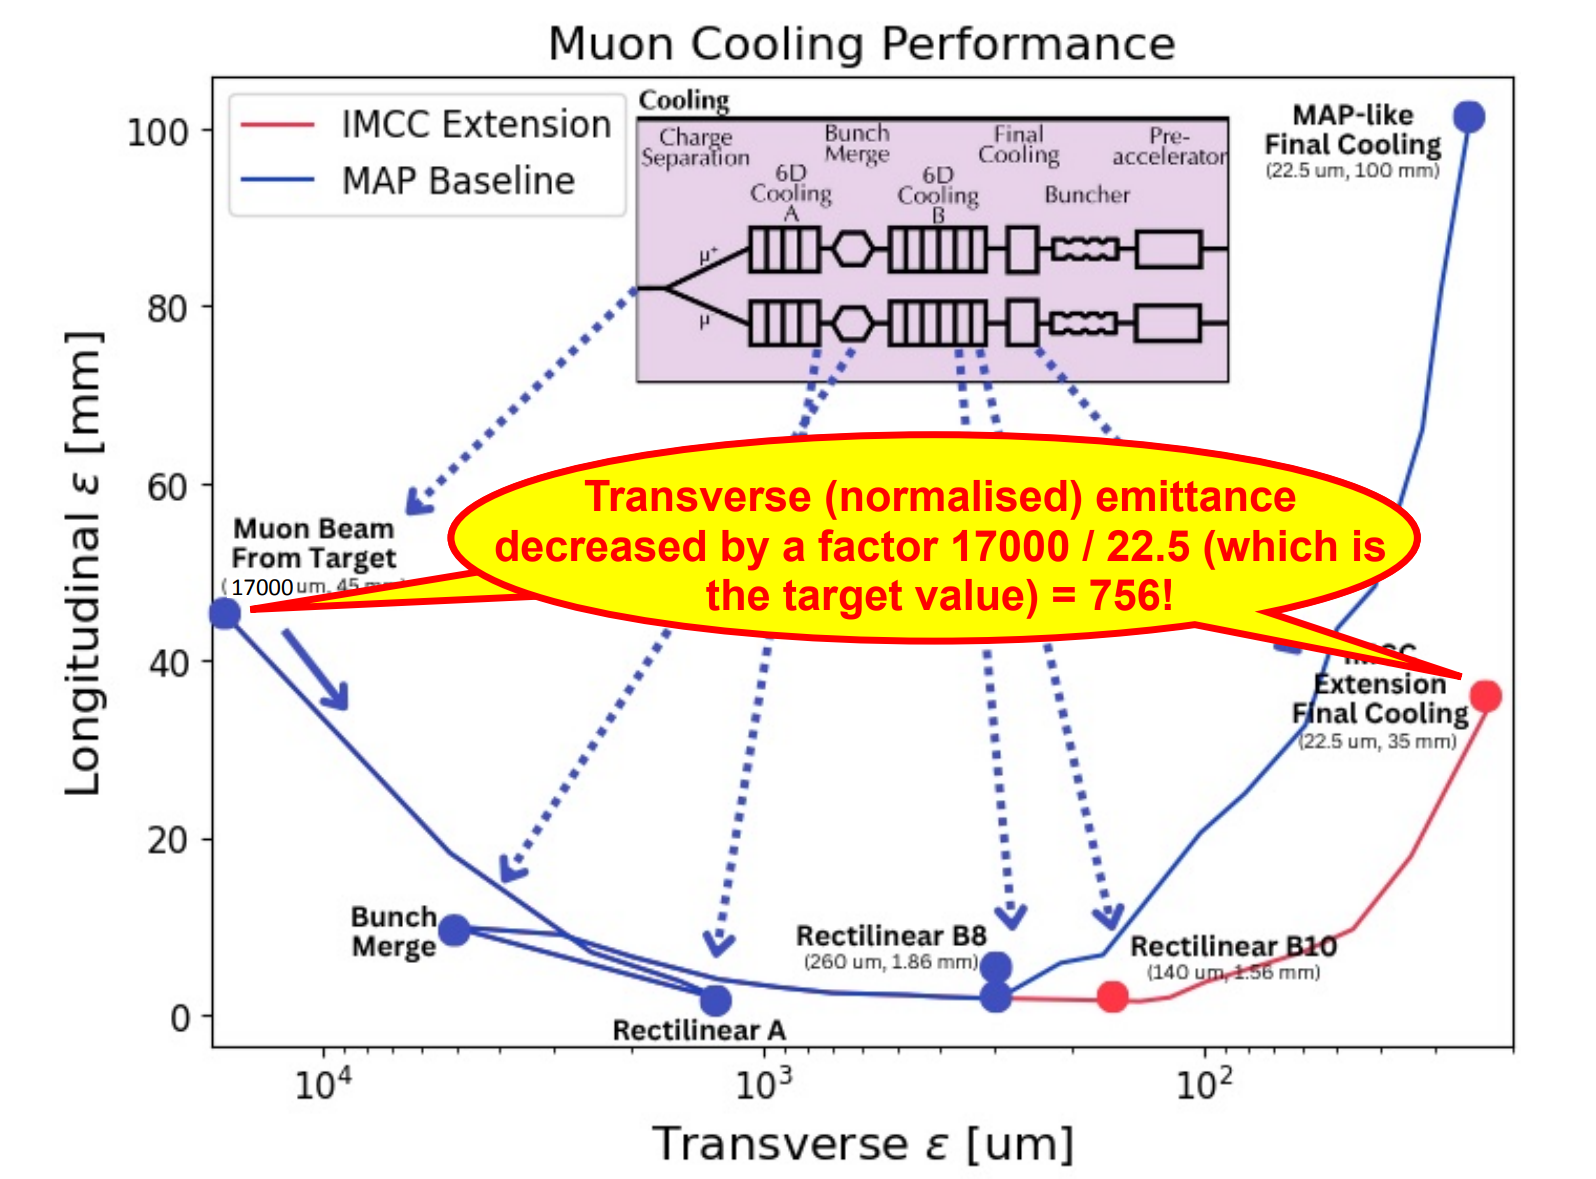 Muon Cooling Performance
IMCC Extension
MAP Baseline
Cooling
Charge
Separation
Bunch
Merge
Final
Cooling
Pre-
accelerator
6D
Cooling
A
6D
Cooling
B
Buncher
μ+
μ
MAP-like
Final Cooling
(22.5 um, 100 mm)
Longitudinal ε [mm]
100
80
60
40
20
0
Muon Beam
From Target
(17000 um, 45 mm)
Transverse (normalised) emittance
decreased by a factor 17000 / 22.5 (which is
the target value) = 756!
IMCC
Extension
Final Cooling
(22.5 um, 35 mm)
Bunch
Merge
Rectilinear A
Rectilinear B8
(260 um, 1.86 mm)
Rectilinear B10
(140 um, 1.56 mm)
10⁴
10³
10²
Transverse ε [um]